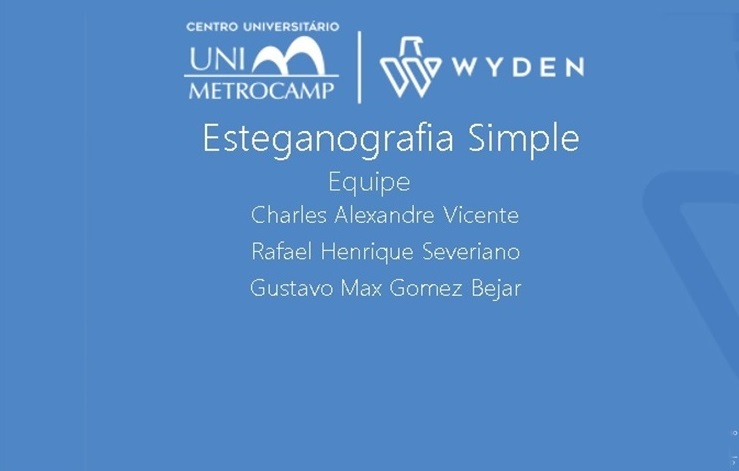 CENTRO UNIVERSITÁRIO
UNI
METROCAMP
WYDEN
Esteganografia Simple
Equipe
Charles Alexandre Vicente
Rafael Henrique Severiano
Gustavo Max Gomez Bejar